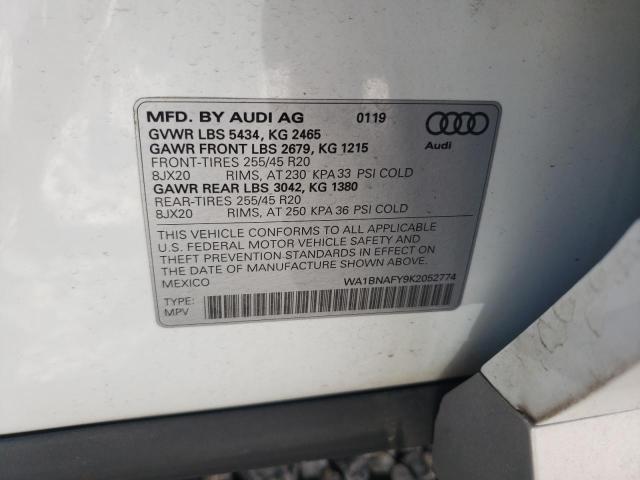 MFD. BY AUDI AG 0119
GVWR LBS 5434, KG 2465
GAWR FRONT LBS 2679, KG 1215
FRONT-TIRES 255/45 R20
8JX20 RIMS, AT 230 KPA 33 PSI COLD
GAWR REAR LBS 3042, KG 1380
REAR-TIRES 255/45 R20
8JX20 RIMS, AT 250 KPA 36 PSI COLD
Audi
THIS VEHICLE CONFORMS TO ALL APPLICABLE
U.S. FEDERAL MOTOR VEHICLE SAFETY AND
THEFT PREVENTION STANDARDS IN EFFECT ON
THE DATE OF MANUFACTURE SHOWN ABOVE.
MEXICO WA1BNAFY9K2052774
TYPE:
MPV